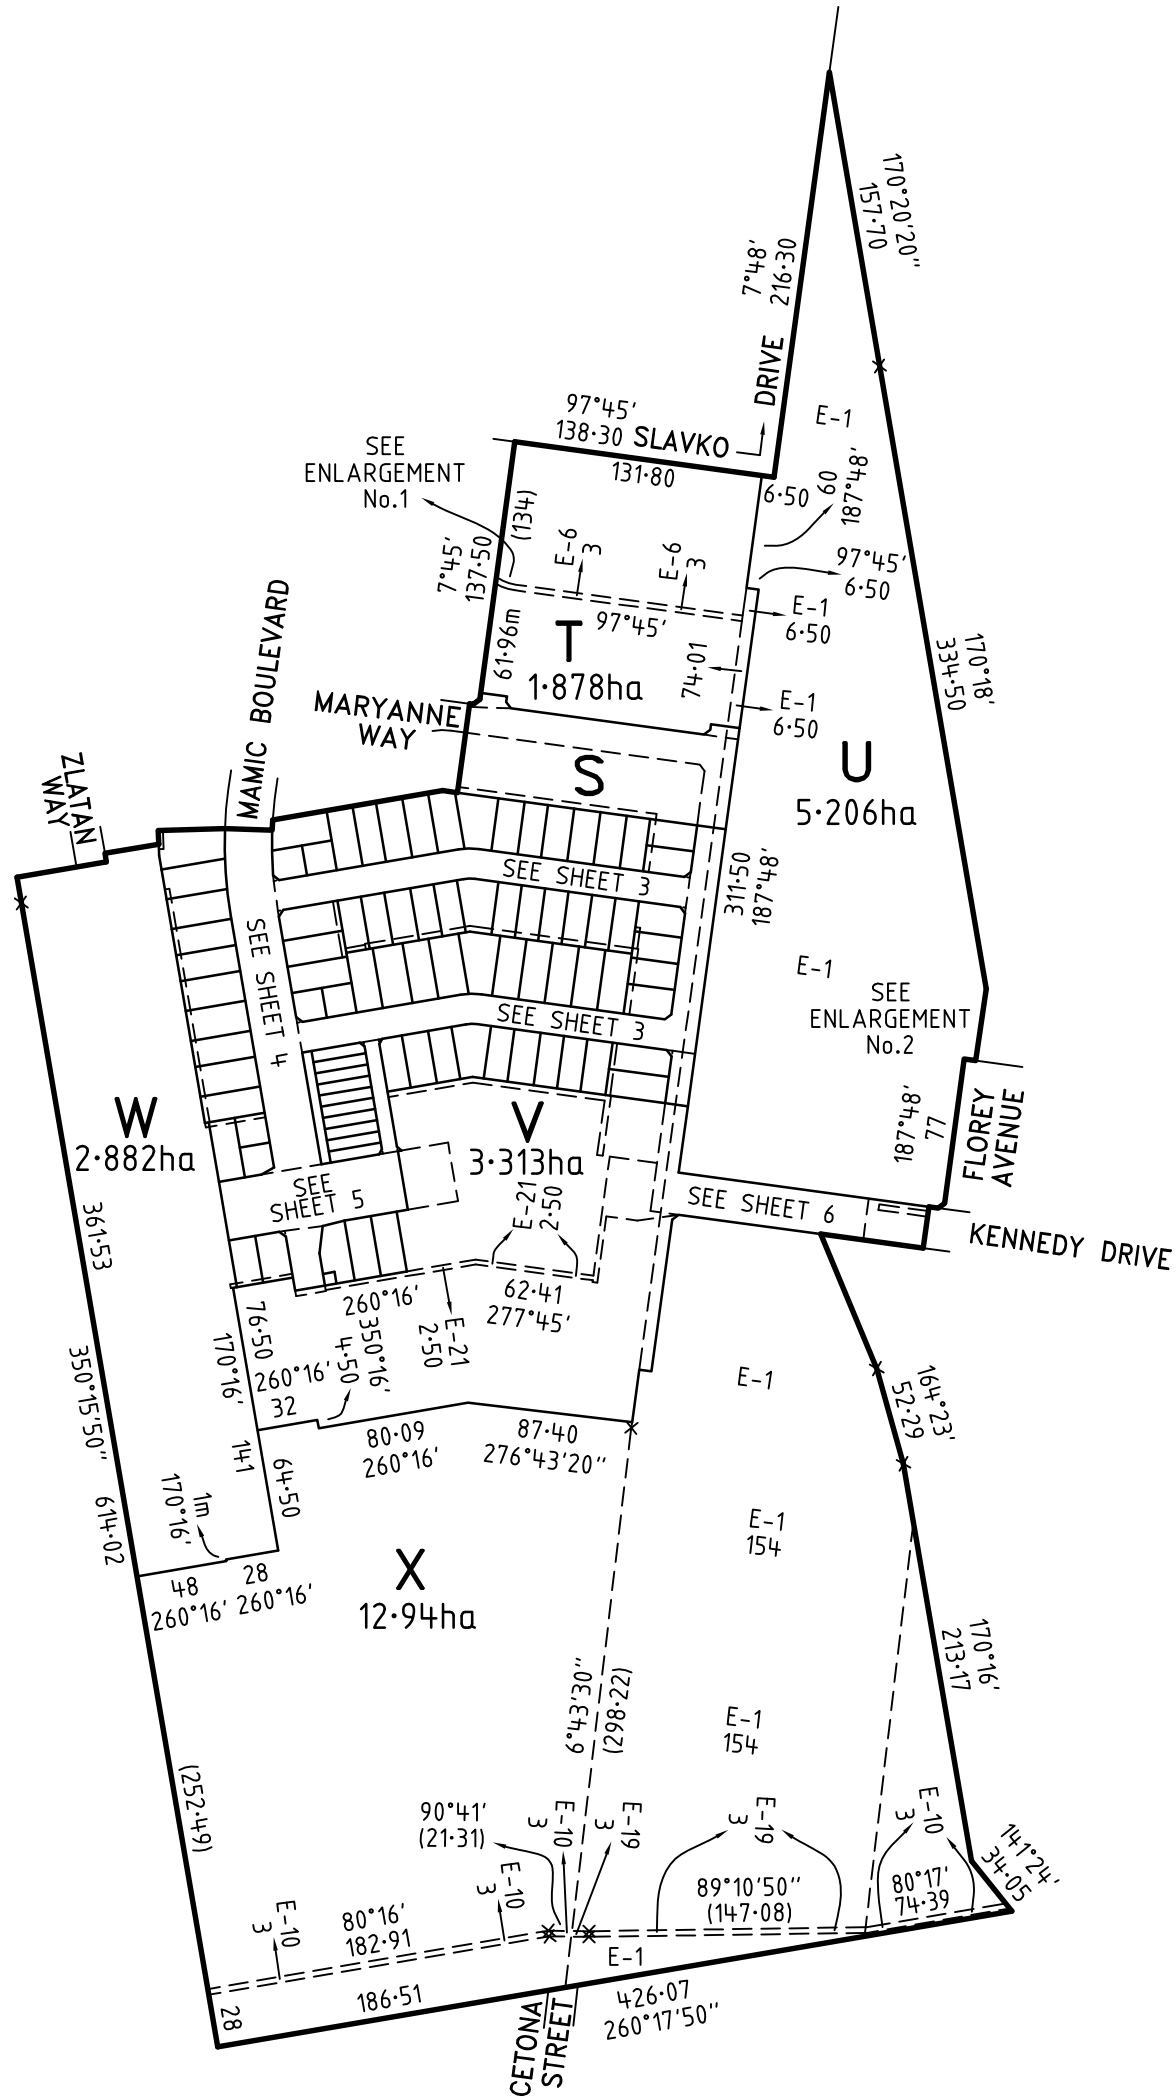 170°20'20"
157·70
7°48'
216·30
DRIVE
E-1
97°45'
138·30 SLAVKO
131·80
SEE
ENLARGEMENT
No.1
(134)
7°45'
137·50
6·50
60
187°48'
E-6
3
E-6
3
97°45'
6·50
E-1
6·50
97°45'
61·96m
T
1·878ha
74·01
E-1
6·50
170°18'
334·50
MAMIC BOULEVARD
MARYANNE
WAY
S
U
5·206ha
ZLATAN
WAY
SEE SHEET 3
311·50
187°48'
SEE SHEET 4
E-1
SEE
ENLARGEMENT
No.2
SEE SHEET 3
W
2·882ha
V
3·313ha
187°48'
77
FLOREY
AVENUE
SEE
SHEET 5
E-21
2·50
SEE SHEET 6
KENNEDY DRIVE
361·53
62·41
277°45'
260°16'
E-21
2·50
76·50
170°16'
350°16'
4·50
260°16'
32
350°15'50"
614·02
E-1
164°23'
52·29
80·09
260°16'
87·40
276°43'20"
141
64·50
1m
170°16'
48
260°16'
28
260°16'
X
12·94ha
E-1
154
170°16'
213·17
6°43'30"
(298·22)
E-1
154
(252·49)
90°41'
(21·31)
E-10
3
E-19
3
E-19
3
E-10
3
141°24'
34·05
E-10
3
80°16'
182·91
E-10
3
89°10'50"
(147·08)
80°17'
74·39
E-1
186·51
28
426·07
260°17'50"
CETONA
STREET